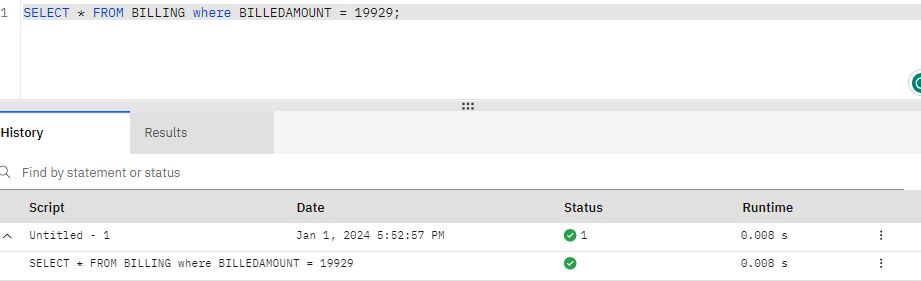 1 SELECT * FROM BILLING where BILLEDAMOUNT = 19929;
History Results
Find by statement or status
Script Date Status Runtime
Untitled - 1 Jan 1, 2024 5:52:57 PM 1 0.008 s
SELECT * FROM BILLING where BILLEDAMOUNT = 19929 0.008 s